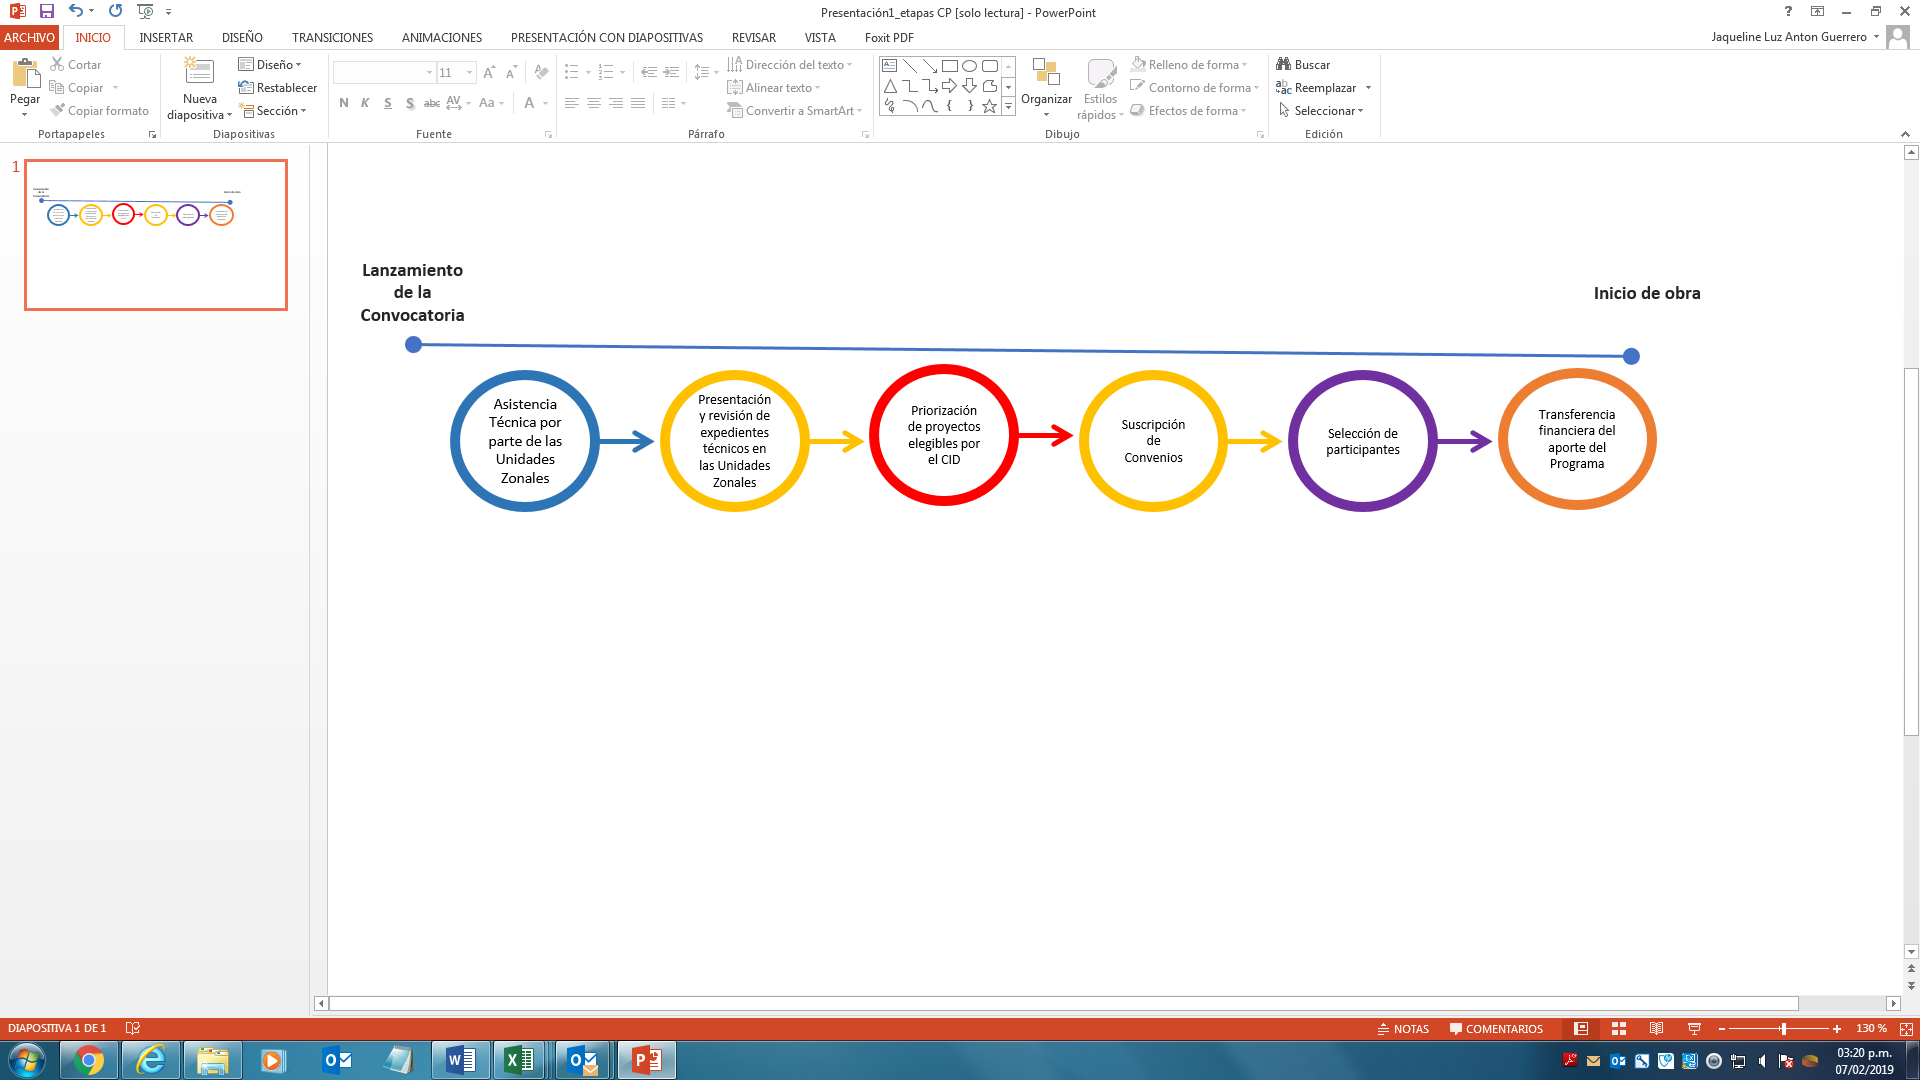 Presentación1_etapas CP [solo lectura] - PowerPoint
ARCHIVO INICIO INSERTAR DISEÑO TRANSICIONES ANIMACIONES PRESENTACIÓN CON DIAPOSITIVAS REVISAR VISTA Foxit PDF
Jaqueline Luz Anton Guerrero
Pegar
Cortar
Copiar
Copiar formato
Portapapeles
Nueva
diapositiva
Diseño
Restablecer
Sección
Diapositivas
11
N K S S abc AV Aa A
Fuente
Dirección del texto
Alinear texto
Convertir a SmartArt
Párrafo
Organizar
Estilos
rápidos
Relleno de forma
Contorno de forma
Efectos de forma
Dibujo
Buscar
Reemplazar
Seleccionar
Edición
1
Lanzamiento
de la
Convocatoria
Inicio de obra
Asistencia
Técnica por
parte de las
Unidades
Zonales
Presentación
y revisión de
expedientes
técnicos en
las Unidades
Zonales
Priorización
de proyectos
elegibles por
el CID
Suscripción
de
Convenios
Selección de
participantes
Transferencia
financiera del
aporte del
Programa
DIAPOSITIVA 1 DE 1
NOTAS
COMENTARIOS
130 %
03:20 p.m.
07/02/2019